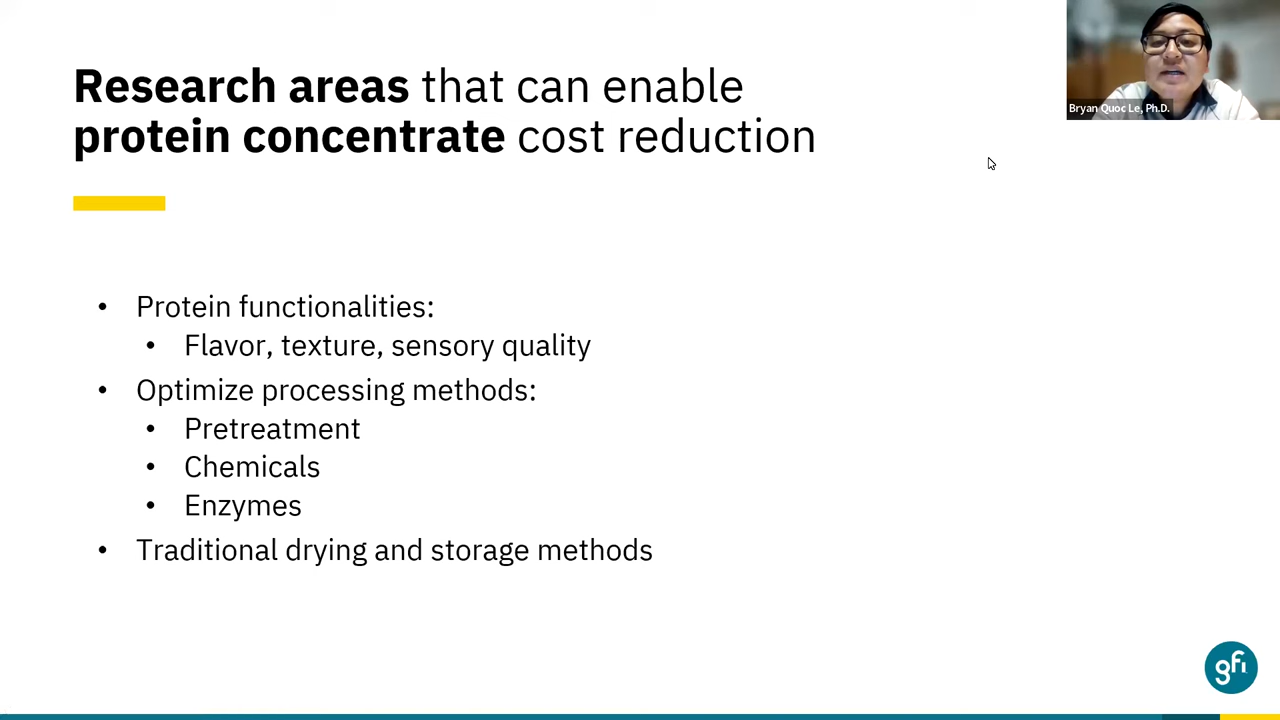 Research areas that can enable
protein concentrate cost reduction
Bryan Quoc Le, Ph.D.
• Protein functionalities:
• Flavor, texture, sensory quality
• Optimize processing methods:
• Pretreatment
• Chemicals
• Enzymes
• Traditional drying and storage methods
gfi